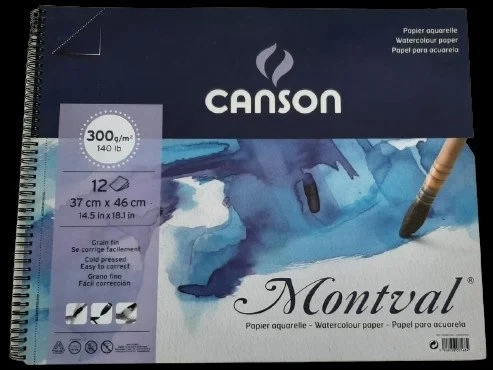 Papier aquarelle
Watercolour paper
Papel para acuarela
CANSON
300g/m²
140 lb
12
37 cm x 46 cm
14.5 in x 18.1 in
Grain fin
Se corrige facilement
Cold pressed
Easy to correct
Grano fino
Fácil corrección
Montval®
Papier aquarelle - Watercolour paper - Papel para acuarela